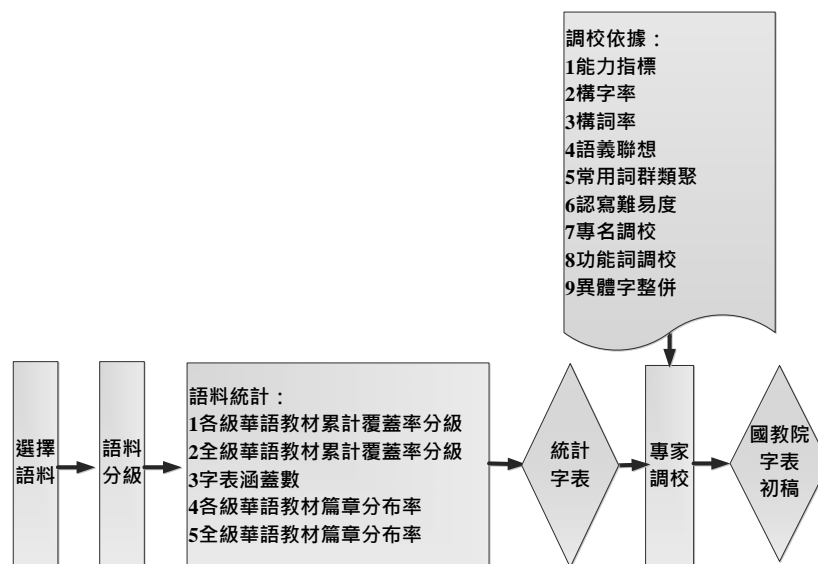 調校依據：
1能力指標
2構字率
3構詞率
4語義聯想
5常用詞群類聚
6認寫難易度
7專名調校
8功能詞調校
9異體字整併
選擇
語料
語料
分級
語料統計：
1各級華語教材累計覆蓋率分級
2全級華語教材累計覆蓋率分級
3字表涵蓋數
4各級華語教材篇章分布率
5全級華語教材篇章分布率
統計
字表
專家
調校
國教院
字表
初稿